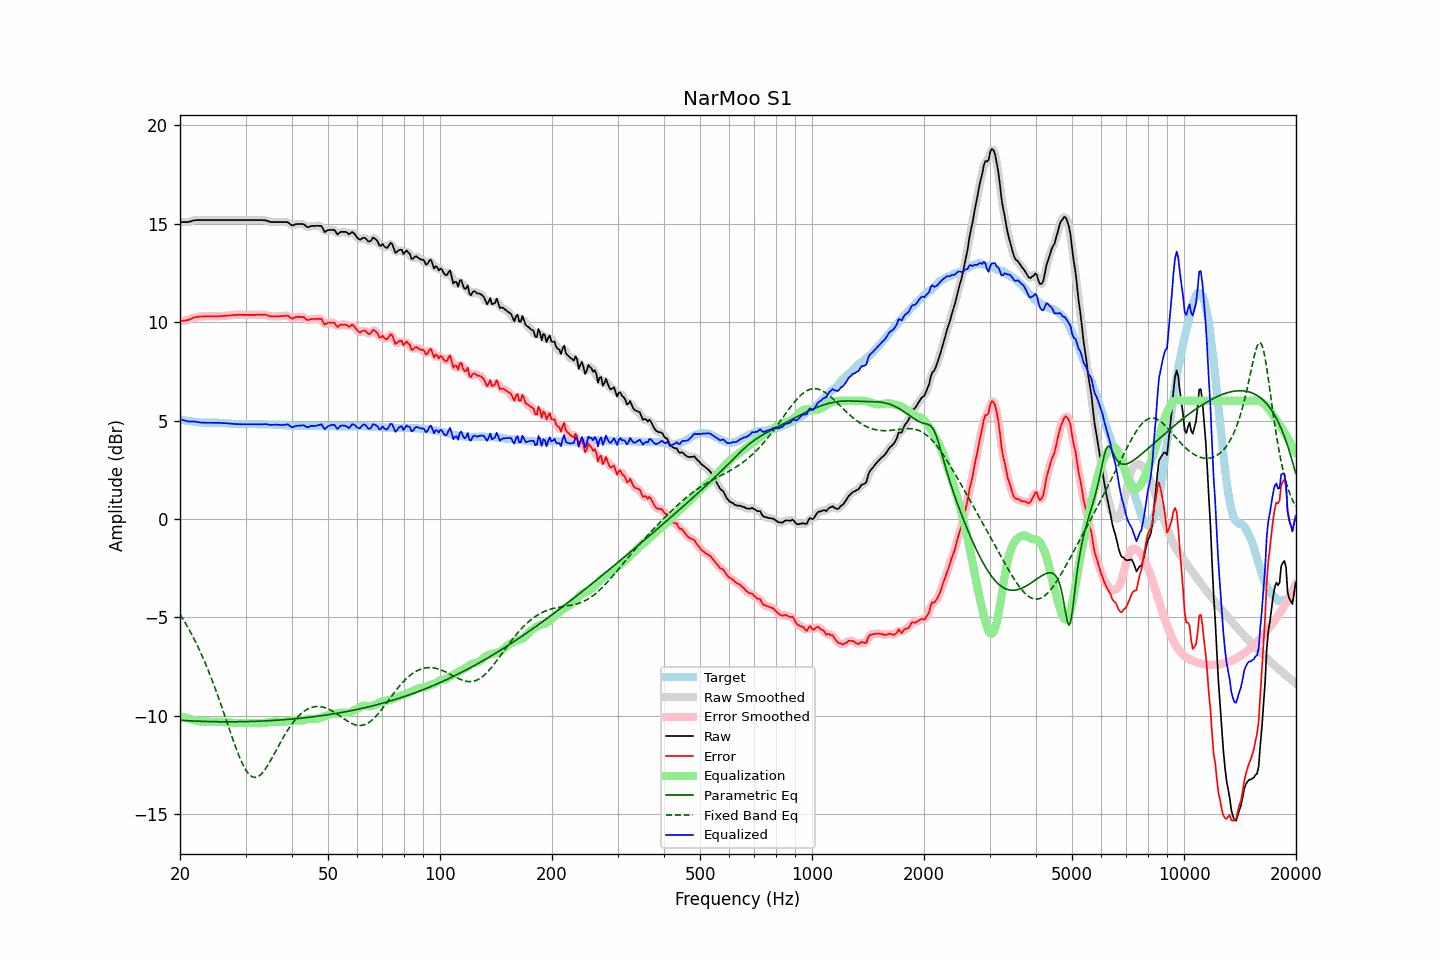 NarMoo S1
Amplitude (dBr)
20
15
10
5
0
−5
−10
−15
Target
Raw Smoothed
Error Smoothed
Raw
Error
Equalization
Parametric Eq
Fixed Band Eq
Equalized
20 50 100 200 500 1000 2000 5000 10000 20000
Frequency (Hz)